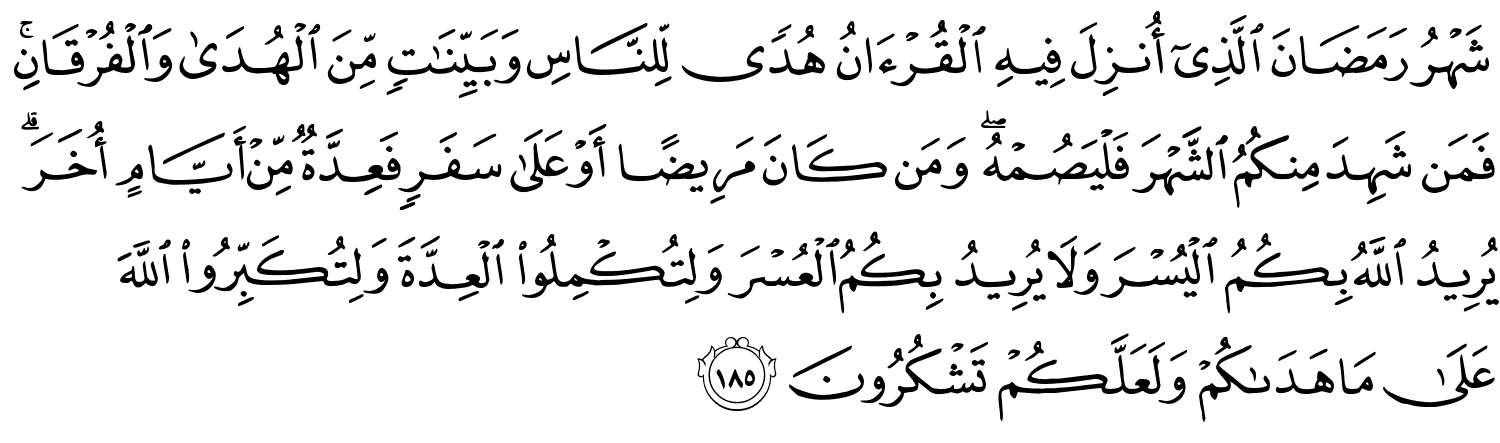 شَهْرُ رَمَضَانَ ٱلَّذِىٓ أُنزِلَ فِيهِ ٱلْقُرْءَانُ هُدًى لِّلنَّاسِ وَبَيِّنَـٰتٍ مِّنَ ٱلْهُدَىٰ وَٱلْفُرْقَانِ ۚ
فَمَن شَهِدَ مِنكُمُ ٱلشَّهْرَ فَلْيَصُمْهُ ۖ وَمَن كَانَ مَرِيضًا أَوْ عَلَىٰ سَفَرٍ فَعِدَّةٌ مِّنْ أَيَّامٍ أُخَرَ ۗ
يُرِيدُ ٱللَّهُ بِكُمُ ٱلْيُسْرَ وَلَا يُرِيدُ بِكُمُ ٱلْعُسْرَ وَلِتُكْمِلُوا۟ ٱلْعِدَّةَ وَلِتُكَبِّرُوا۟ ٱللَّهَ
عَلَىٰ مَا هَدَىٰكُمْ وَلَعَلَّكُمْ تَشْكُرُونَ ١٨٥